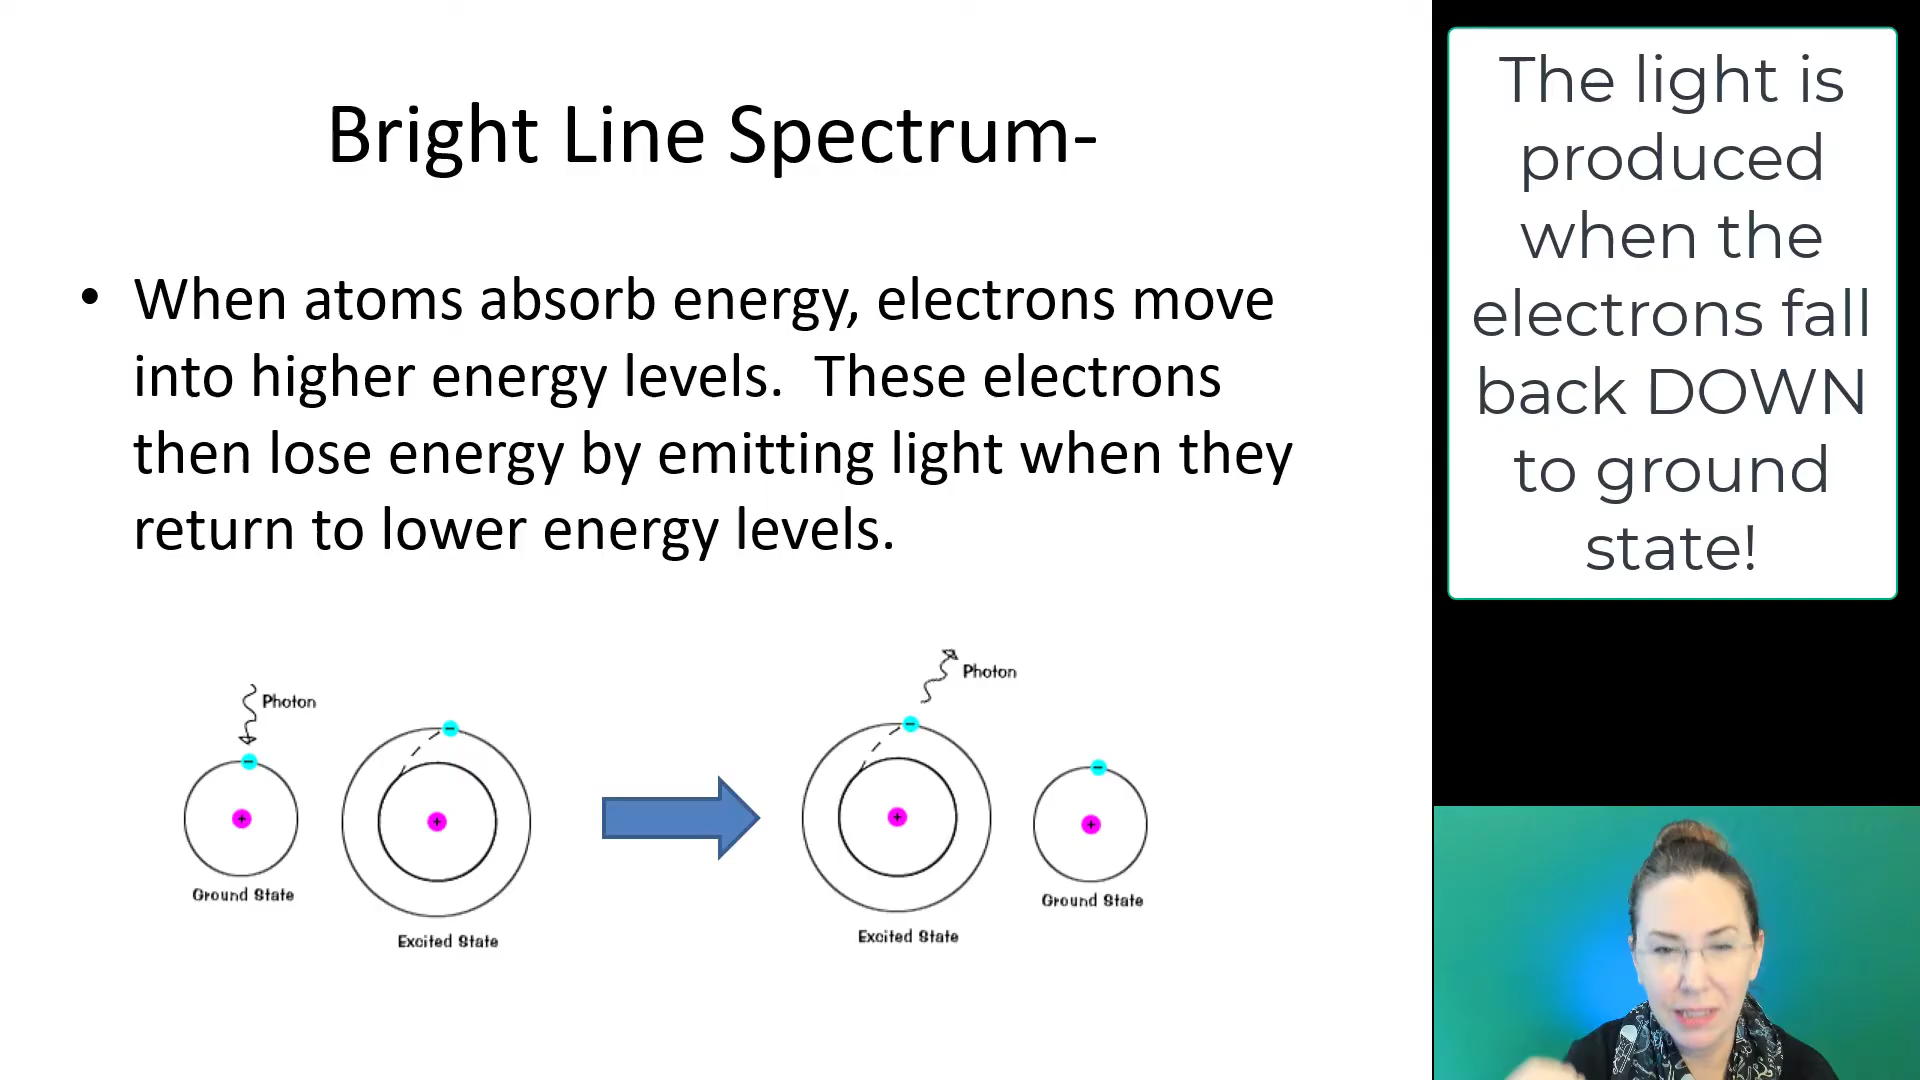 Bright Line Spectrum-
• When atoms absorb energy, electrons move
into higher energy levels.  These electrons
then lose energy by emitting light when they
return to lower energy levels.
Photon
-
+
Ground State
-
+
Excited State
Photon
-
+
Excited State
-
+
Ground State
The light is
produced
when the
electrons fall
back DOWN
to ground
state!